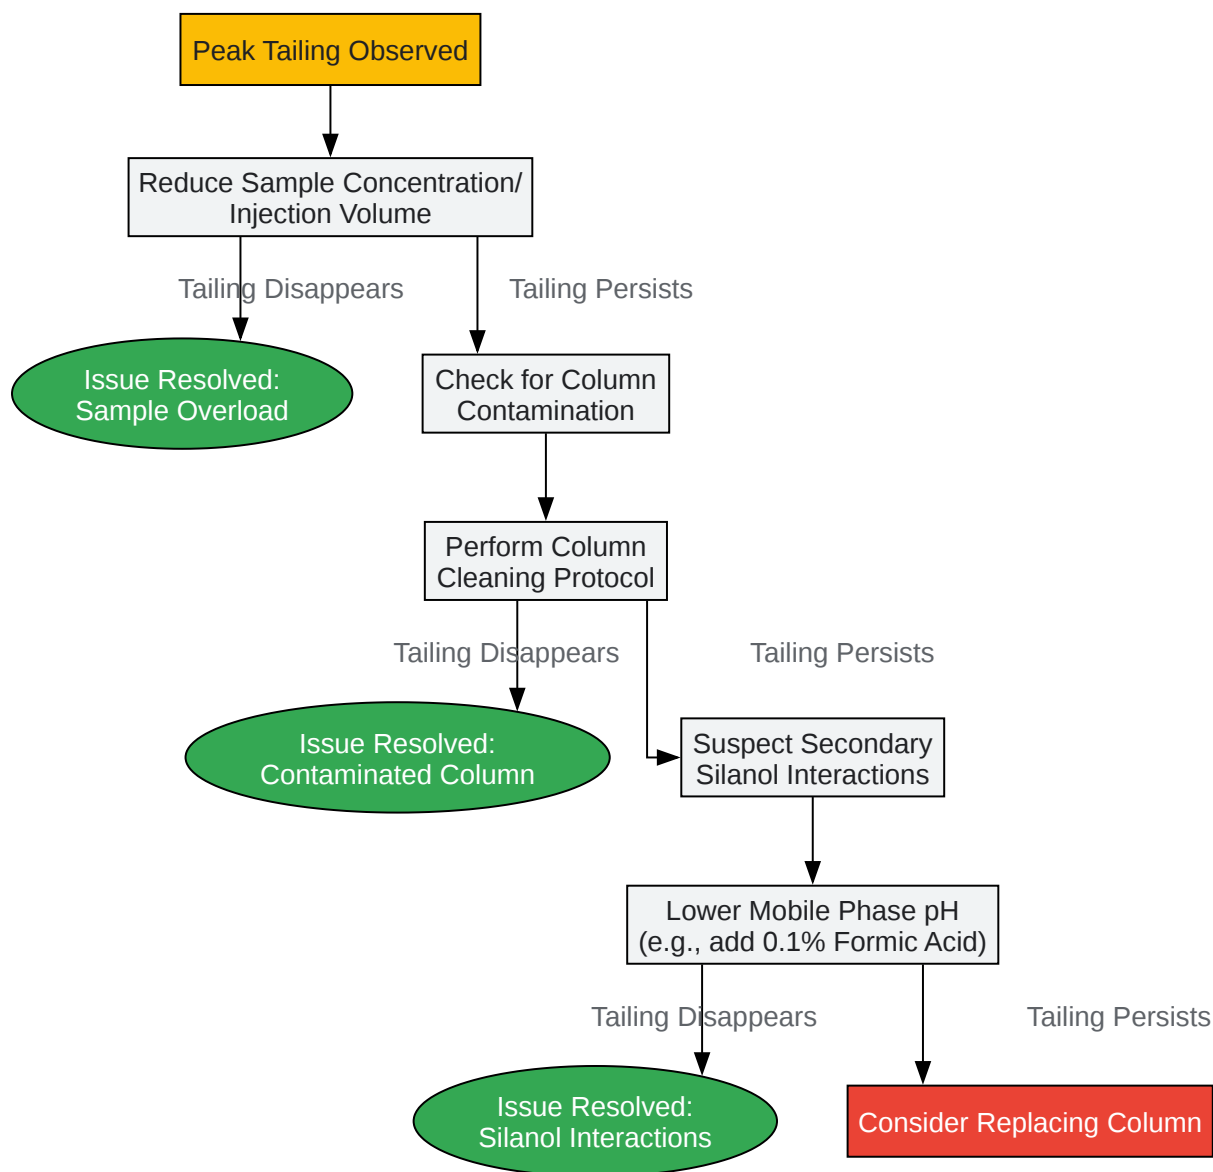 Peak Tailing Observed
Reduce Sample Concentration/
Injection Volume
Tailing Disappears
Tailing Persists
Issue Resolved:
Sample Overload
Check for Column
Contamination
Perform Column
Cleaning Protocol
Tailing Disappears
Tailing Persists
Issue Resolved:
Contaminated Column
Suspect Secondary
Silanol Interactions
Lower Mobile Phase pH
(e.g., add 0.1% Formic Acid)
Tailing Disappears
Tailing Persists
Issue Resolved:
Silanol Interactions
Consider Replacing Column